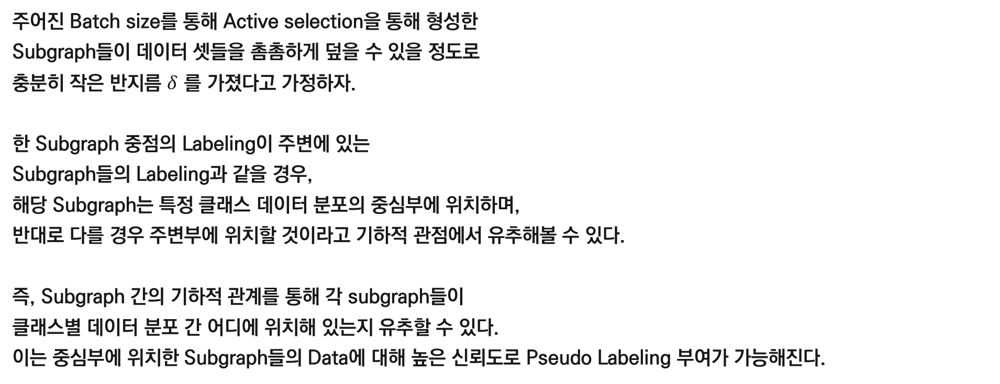 주어진 Batch size를 통해 Active selection을 통해 형성한
Subgraph들이 데이터 셋들을 촘촘하게 덮을 수 있을 정도로
충분히 작은 반지름 δ 를 가졌다고 가정하자.
한 Subgraph 중점의 Labeling이 주변에 있는
Subgraph들의 Labeling과 같을 경우,
해당 Subgraph는 특정 클래스 데이터 분포의 중심부에 위치하며,
반대로 다를 경우 주변부에 위치할 것이라고 기하적 관점에서 유추해볼 수 있다.
즉, Subgraph 간의 기하적 관계를 통해 각 subgraph들이
클래스별 데이터 분포 간 어디에 위치해 있는지 유추할 수 있다.
이는 중심부에 위치한 Subgraph들의 Data에 대해 높은 신뢰도로 Pseudo Labeling 부여가 가능해진다.